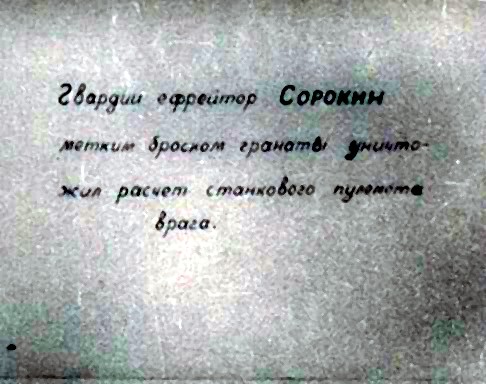 Гвардии ефрейтор СОРОКИН
метким броском гранаты уничто-
жил расчет станкового пулемета
врага.